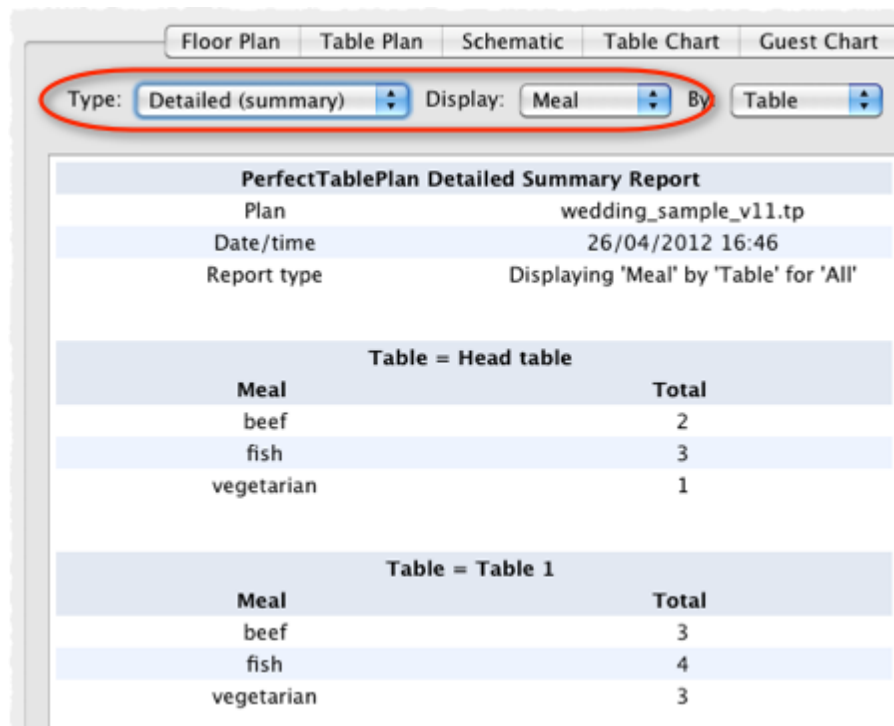 Floor Plan Table Plan Schematic Table Chart Guest Chart
Type: Detailed (summary) Display: Meal By: Table
PerfectTablePlan Detailed Summary Report
Plan wedding_sample_v11.tp
Date/time 26/04/2012 16:46
Report type Displaying 'Meal' by 'Table' for 'All'
Table = Head table
Meal Total
beef 2
fish 3
vegetarian 1
Table = Table 1
Meal Total
beef 3
fish 4
vegetarian 3